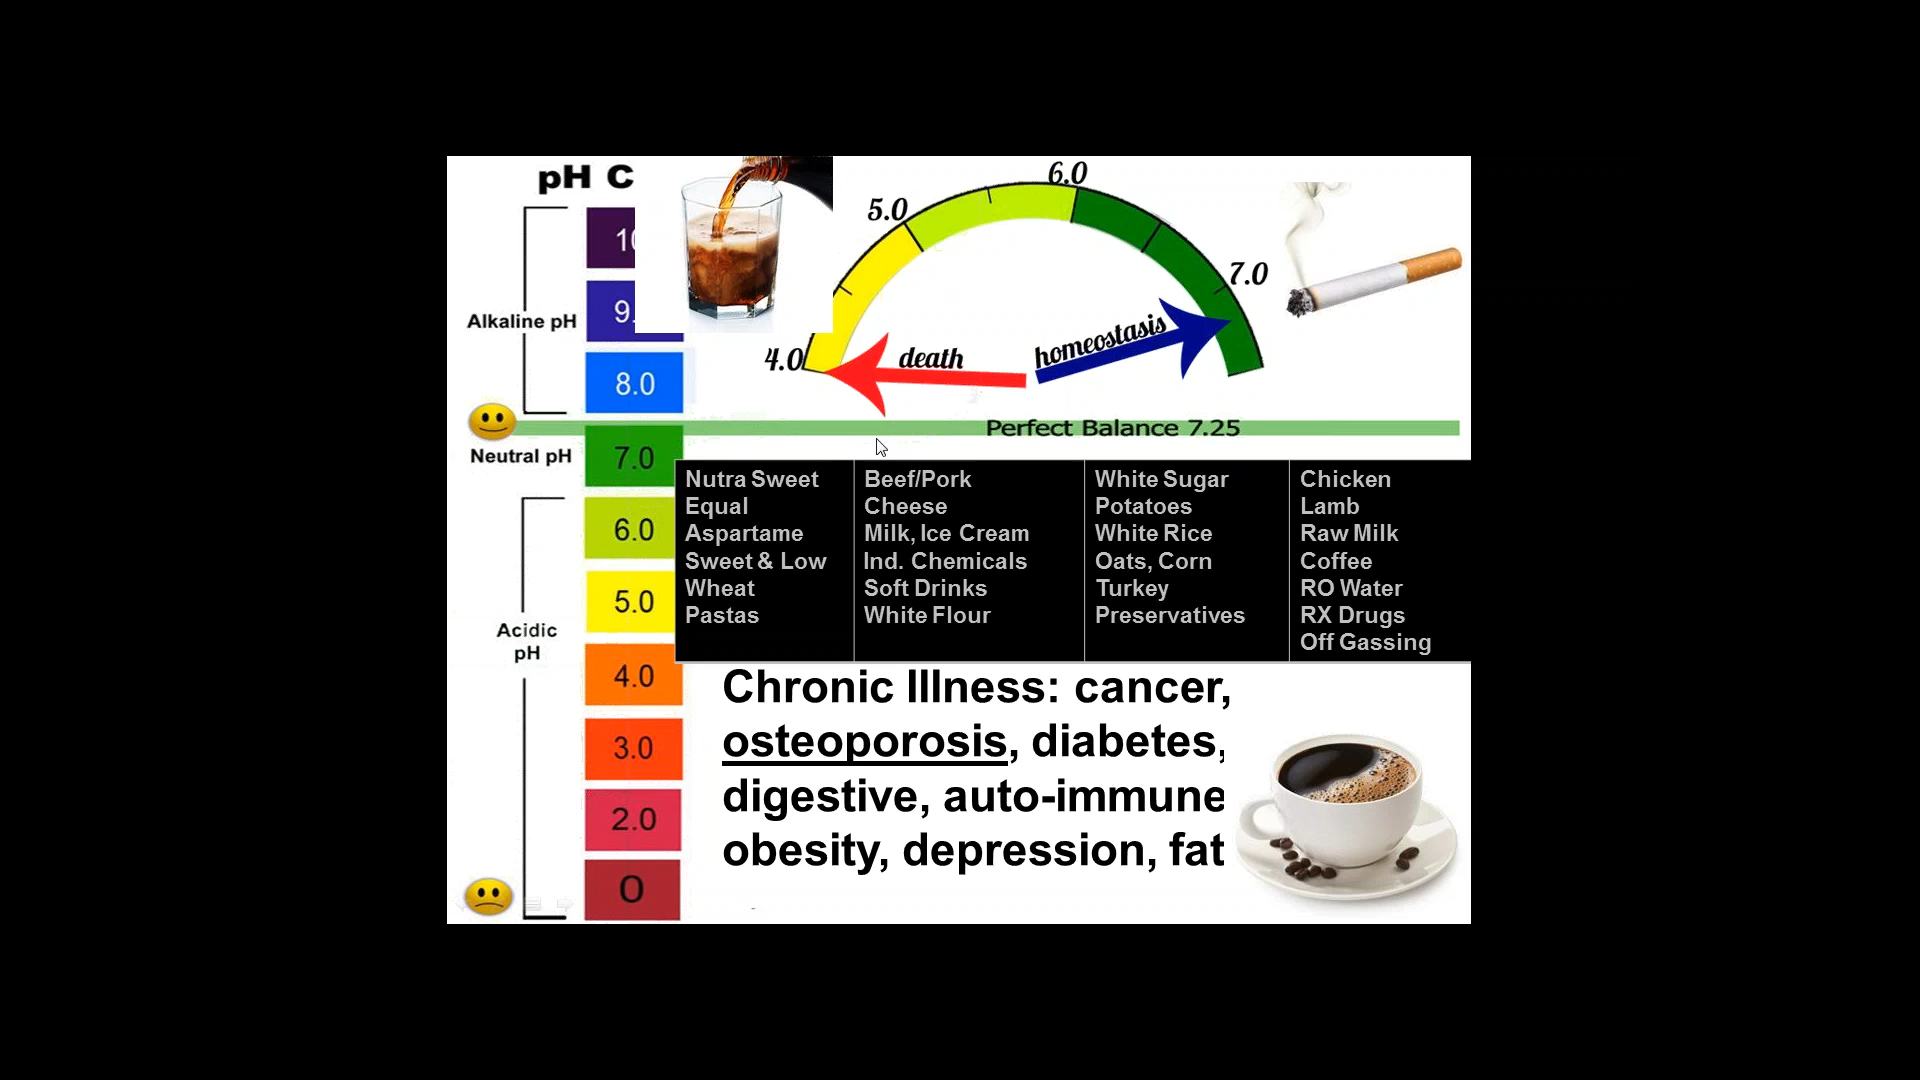 pH C
10
9.
8.0
7.0
6.0
5.0
4.0
3.0
2.0
0
Alkaline pH
Neutral pH
Acidic
pH
4.0
5.0
6.0
7.0
death
homeostasis
Perfect Balance 7.25
Nutra Sweet
Equal
Aspartame
Sweet & Low
Wheat
Pastas
Beef/Pork
Cheese
Milk, Ice Cream
Ind. Chemicals
Soft Drinks
White Flour
White Sugar
Potatoes
White Rice
Oats, Corn
Turkey
Preservatives
Chicken
Lamb
Raw Milk
Coffee
RO Water
RX Drugs
Off Gassing
Chronic Illness: cancer,
osteoporosis, diabetes,
digestive, auto-immune
obesity, depression, fat